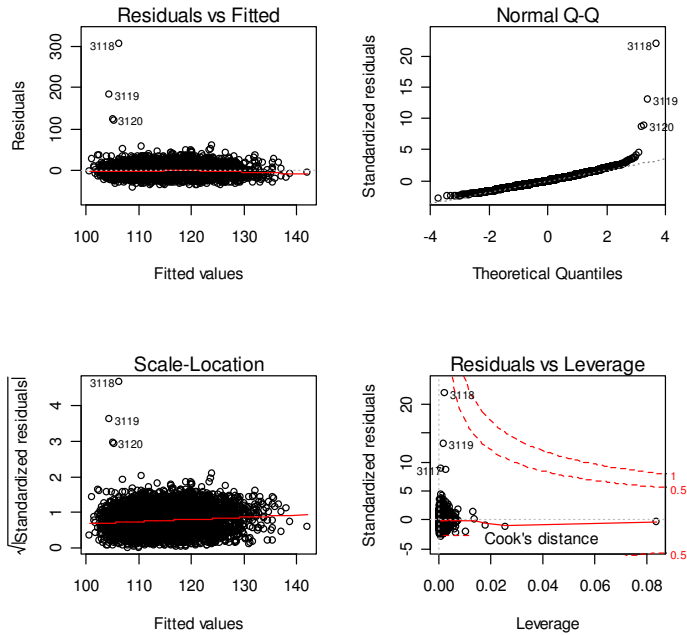 Residuals vs Fitted
Residuals
0 100 200 300
3118
3119
3120
100 110 120 130 140
Fitted values
Normal Q-Q
Standardized residuals
0 5 10 15 20
3118
3119
3120
-4 -2 0 2 4
Theoretical Quantiles
Scale-Location
√|Standardized residuals|
0 1 2 3 4
3118
3119
3120
100 110 120 130 140
Fitted values
Residuals vs Leverage
Standardized residuals
-5 0 5 10 20
3118
3119
3117
1
0.5
0.5
Cook's distance
0.00 0.02 0.04 0.06 0.08
Leverage